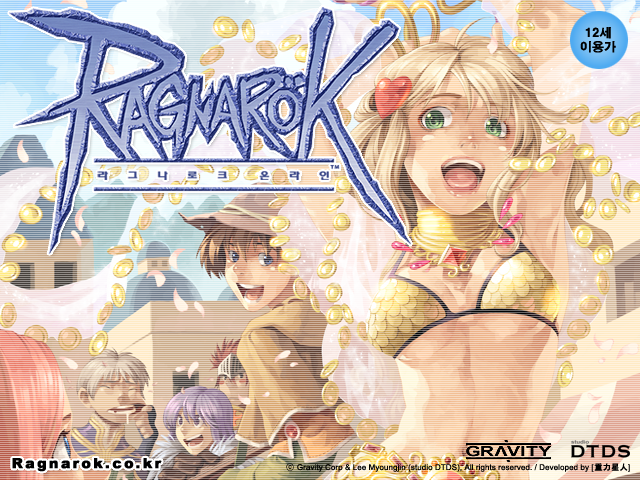 RAGNARÖK
TM
라그나로크 온라인
12세
이용가
GRAVITY
studio
DTDS
Ragnarok.co.kr
© Gravity Corp & Lee Myoungjin (studio DTDS). All rights reserved. / Developed by [重力星人]